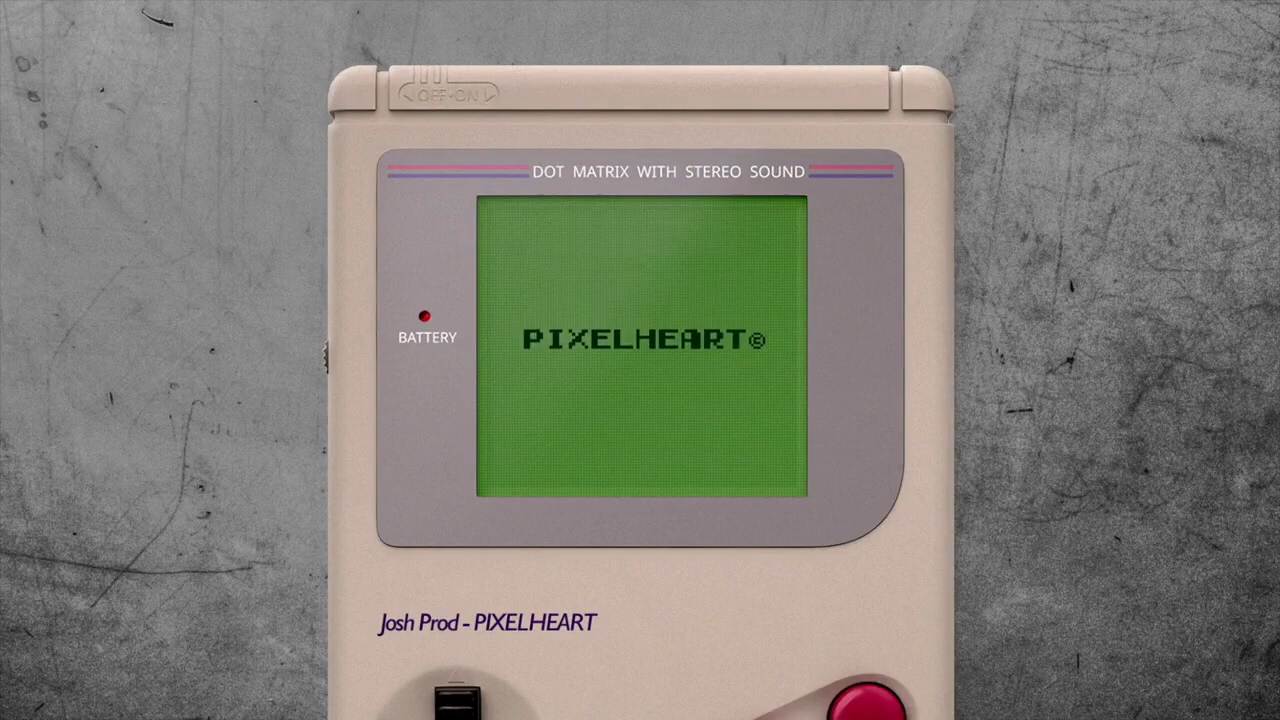 OFF•ON
DOT MATRIX WITH STEREO SOUND
BATTERY
PIXELHEART©
Josh Prod - PIXELHEART